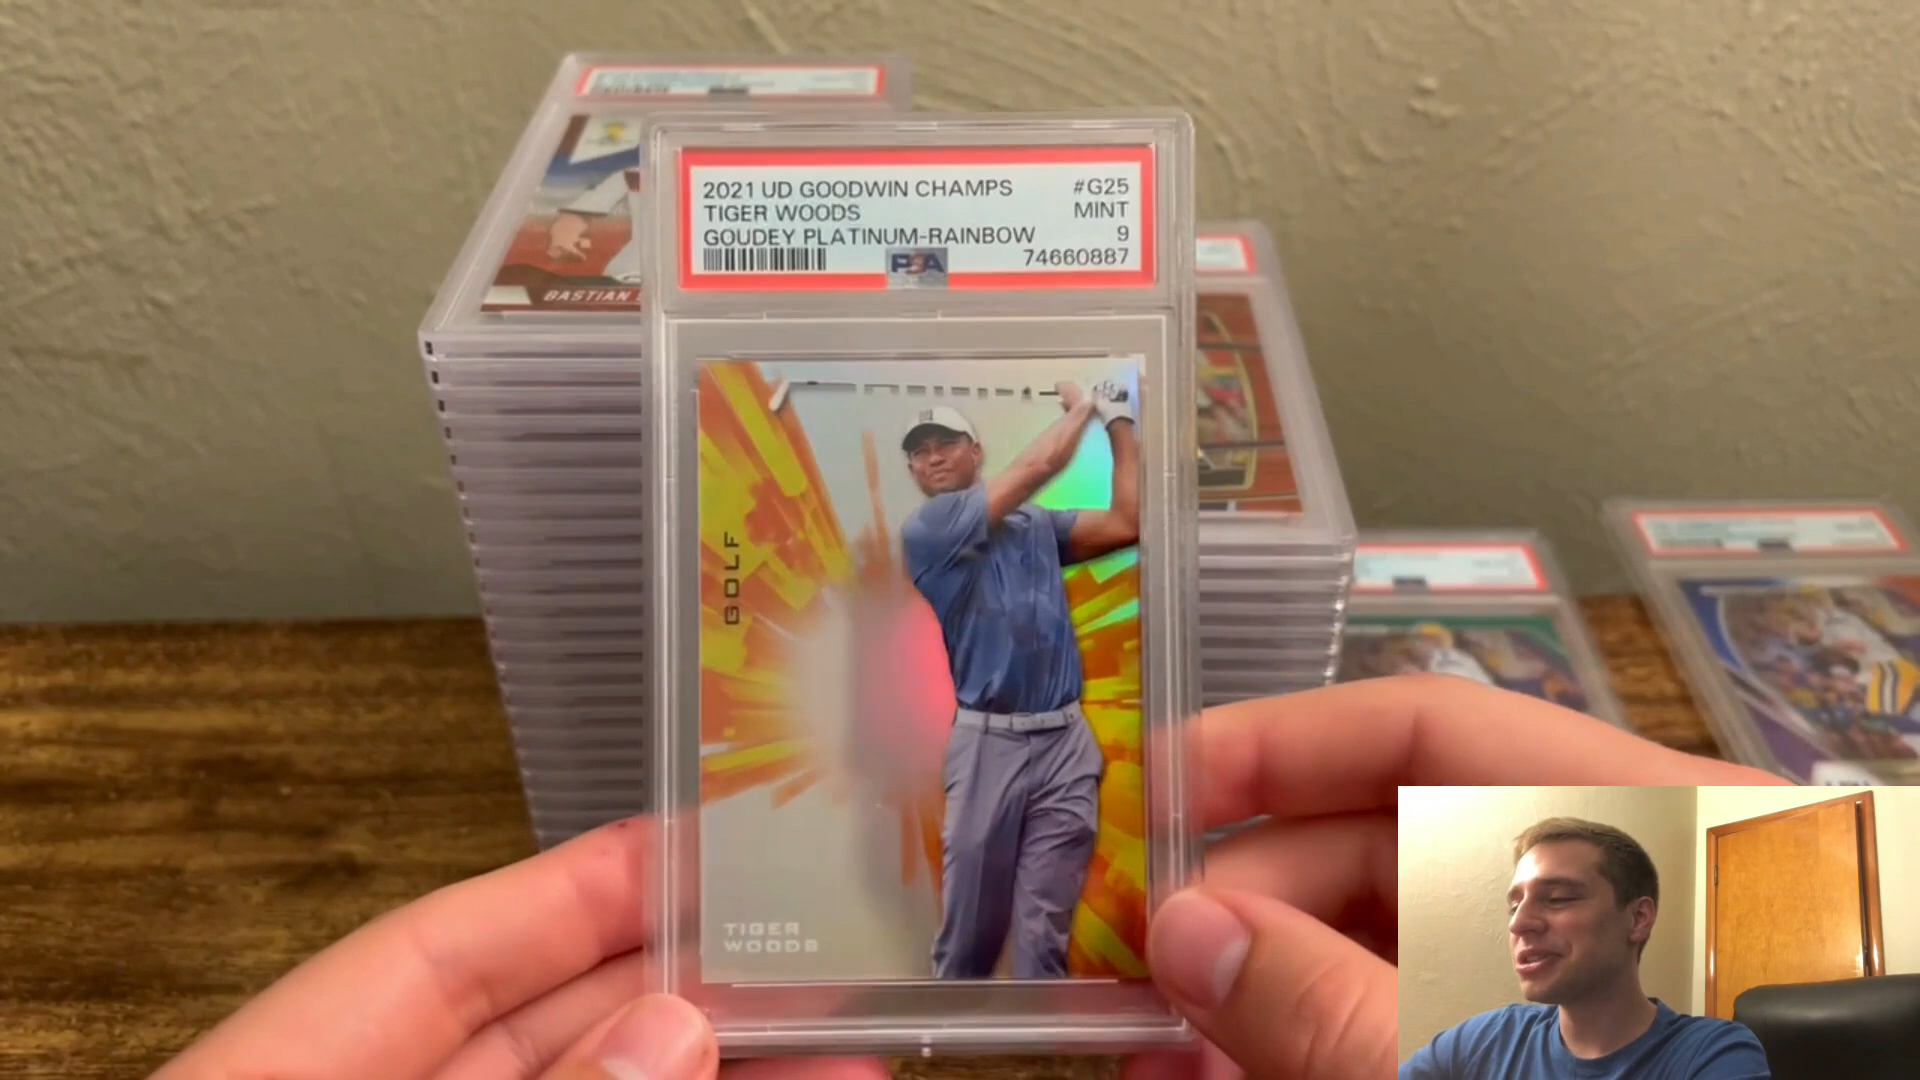 2021 UD GOODWIN CHAMPS #G25
TIGER WOODS MINT
GOUDEY PLATINUM-RAINBOW 9
PSA 74660887
BASTIAN
GOLF
TIGER
WOODS